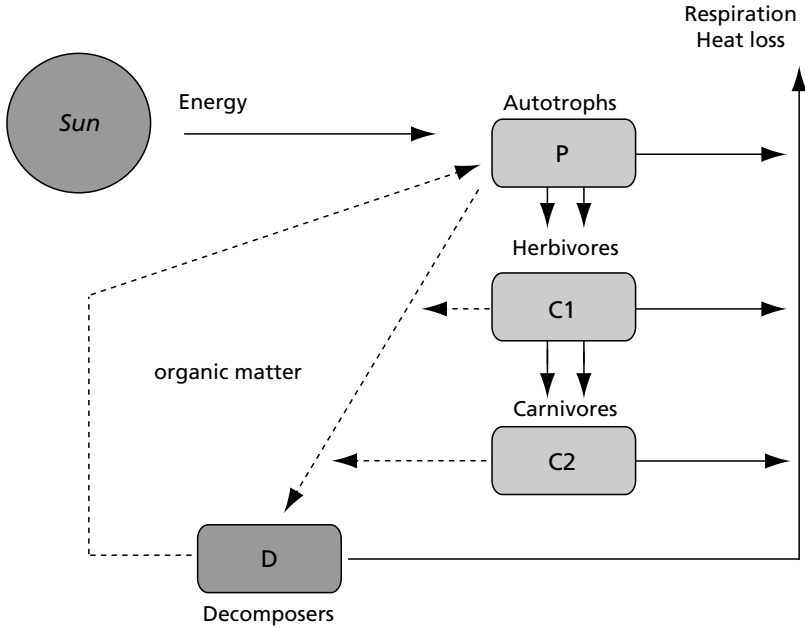 Respiration
Heat loss
Energy
Sun
Autotrophs
P
Herbivores
C1
organic matter
Carnivores
C2
D
Decomposers